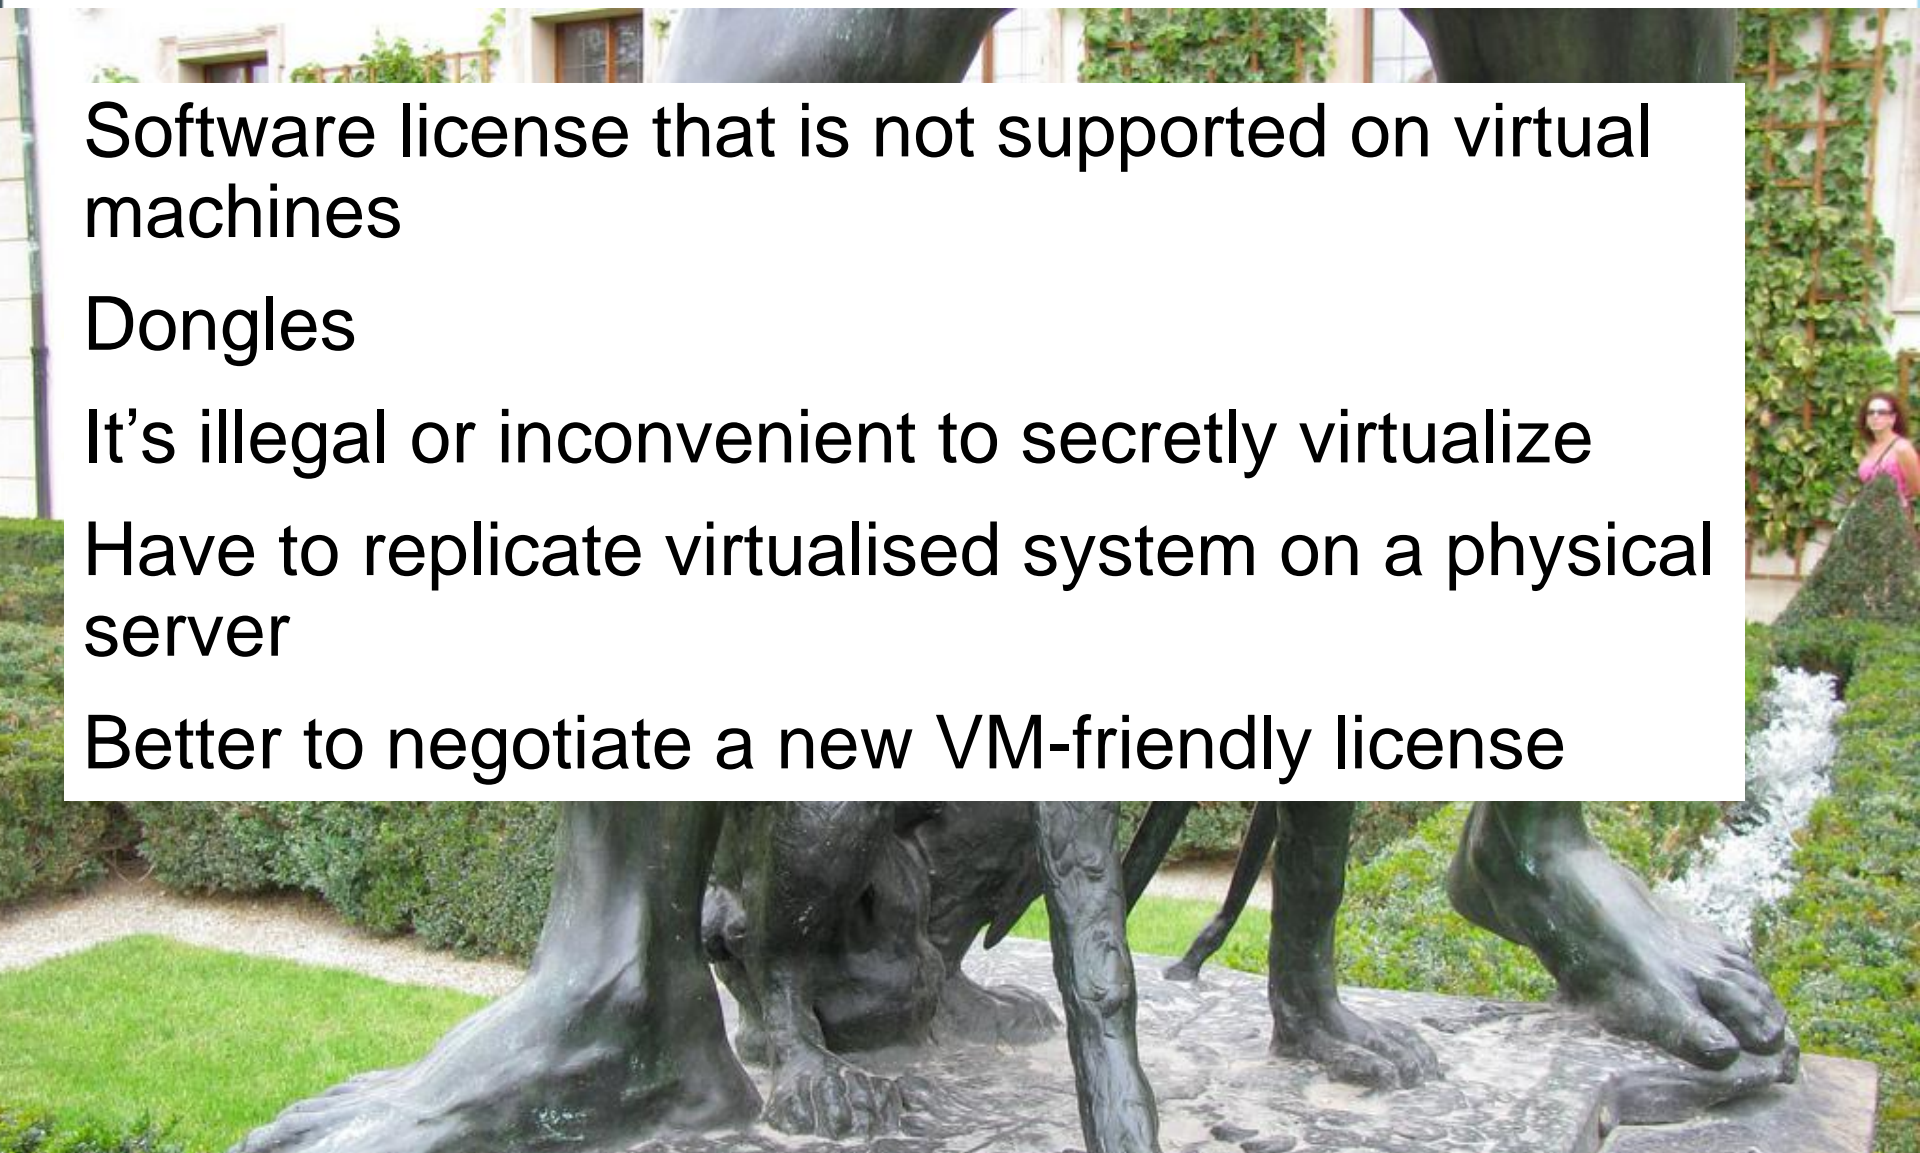 Software license that is not supported on virtual
machines
Dongles
It’s illegal or inconvenient to secretly virtualize
Have to replicate virtualised system on a physical
server
Better to negotiate a new VM-friendly license